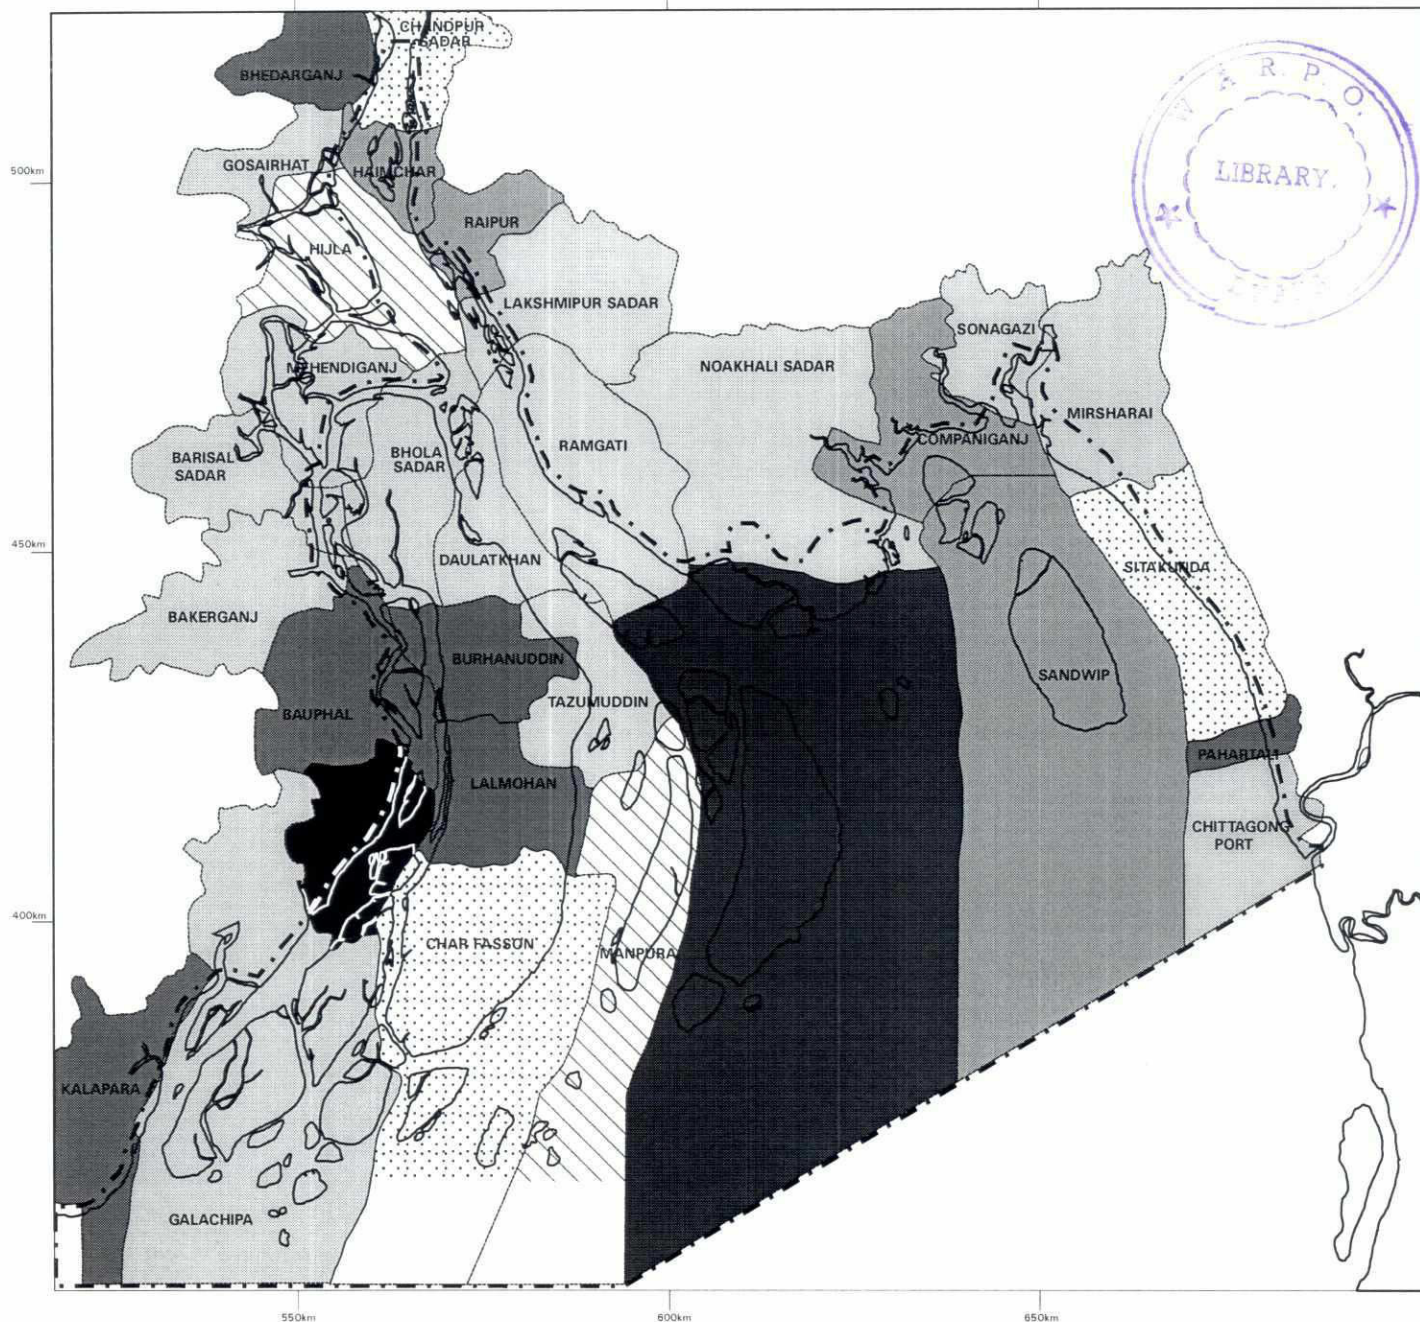 CHANDPUR
SADAR
BHEDARGANJ
W A R P O.
LIBRARY.
500km
GOSAIRHAT
HAIMCHAR
RAIPUR
HIJLA
LAKSHMIPUR SADAR
SONAGAZI
MEHENDIGANJ
NOAKHALI SADAR
MIRSHARAI
COMPANIGANJ
RAMGATI
BHOLA
SADAR
BARISAL
SADAR
450km
DAULATKHAN
SITAKUNDA
BAKERGANJ
BURHANUDDIN
SANDWIP
TAZUMUDDIN
BAUPHAL
PAHARTALI
LALMOHAN
CHITTAGONG
PORT
400km
CHAR FASSON
MANPURA
KALAPARA
GALACHIPA
550km
600km
650km